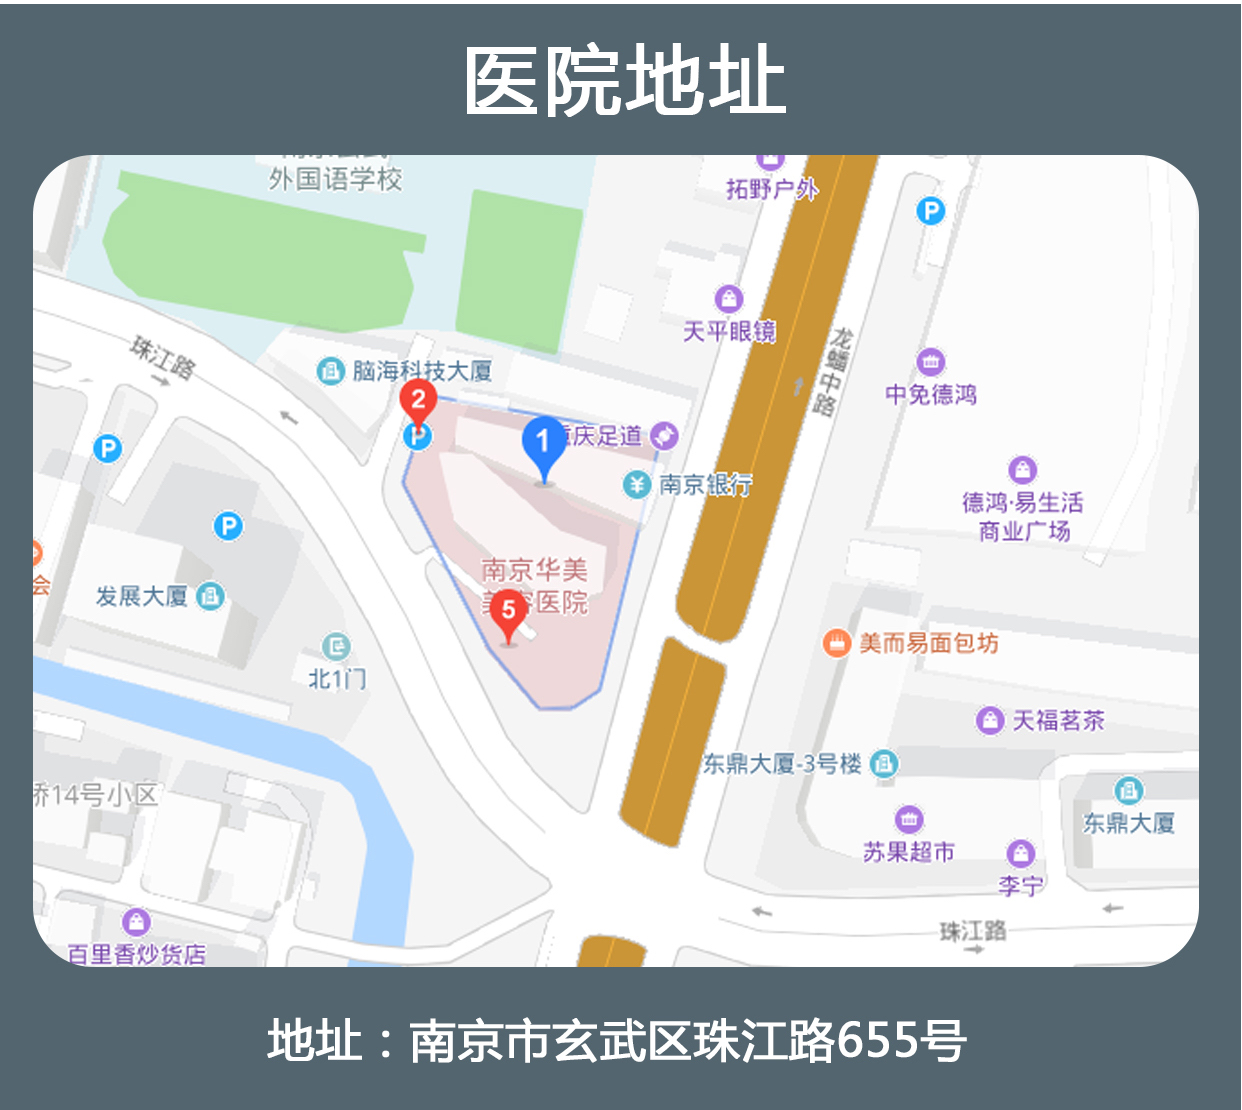 医院地址
外国语学校
拓野户外
P
天平眼镜
珠江路
龙蟠中路
脑海科技大厦
中免德鸿
2
P
1
庆足道
P
南京银行
德鸿·易生活
商业广场
P
南京华美
医院
5
会
发展大厦
美而易面包坊
北1门
天福茗茶
东鼎大厦-3号楼
桥14号小区
东鼎大厦
苏果超市
李宁
珠江路
百里香炒货店
地址：南京市玄武区珠江路655号